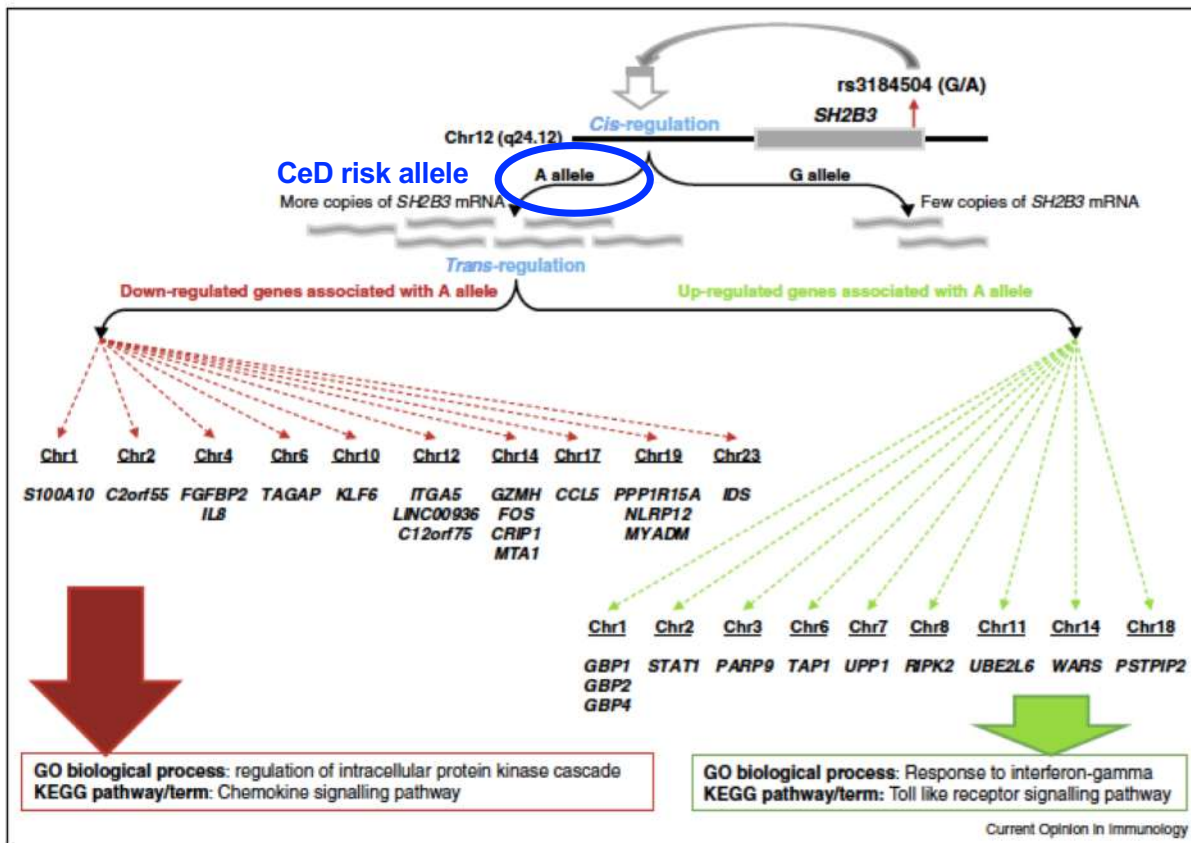 rs3184504 (G/A)
Cis-regulation
SH2B3
Chr12 (q24.12)
CeD risk allele
A allele
G allele
More copies of SH2B3 mRNA
Few copies of SH2B3 mRNA
Trans-regulation
Down-regulated genes associated with A allele
Up-regulated genes associated with A allele
Chr1 Chr2 Chr4 Chr6 Chr10 Chr12 Chr14 Chr17 Chr19 Chr23
S100A10 C2orf55 FGFBP2 TAGAP KLF6 ITGA5 GZMH CCL5 PPP1R15A IDS
IL8 LINC00936 FOS NLRP12
C12orf75 CRIP1 MYADM
MTA1
Chr1 Chr2 Chr3 Chr6 Chr7 Chr8 Chr11 Chr14 Chr18
GBP1 STAT1 PARP9 TAP1 UPP1 RIPK2 UBE2L6 WARS PSTPIP2
GBP2
GBP4
GO biological process: regulation of intracellular protein kinase cascade
KEGG pathway/term: Chemokine signalling pathway
GO biological process: Response to interferon-gamma
KEGG pathway/term: Toll like receptor signalling pathway
Current Opinion in Immunology